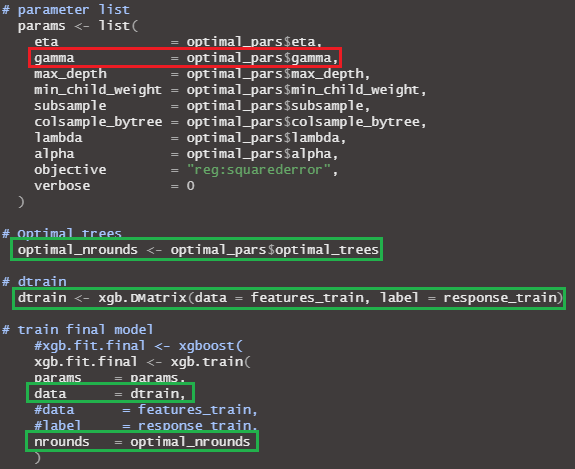 # parameter list
params <- list(
eta = optimal_pars$eta,
gamma = optimal_pars$gamma,
max_depth = optimal_pars$max_depth,
min_child_weight = optimal_pars$min_child_weight,
subsample = optimal_pars$subsample,
colsample_bytree = optimal_pars$colsample_bytree,
lambda = optimal_pars$lambda,
alpha = optimal_pars$alpha,
objective = "reg:squarederror",
verbose = 0
)
# Optimal trees
optimal_nrounds <- optimal_pars$optimal_trees
# dtrain
dtrain <- xgb.DMatrix(data = features_train, label = response_train)
# train final model
#xgb.fit.final <- xgboost(
xgb.fit.final <- xgb.train(
params = params,
data = dtrain,
#data = features_train,
#label = response_train,
nrounds = optimal_nrounds
)